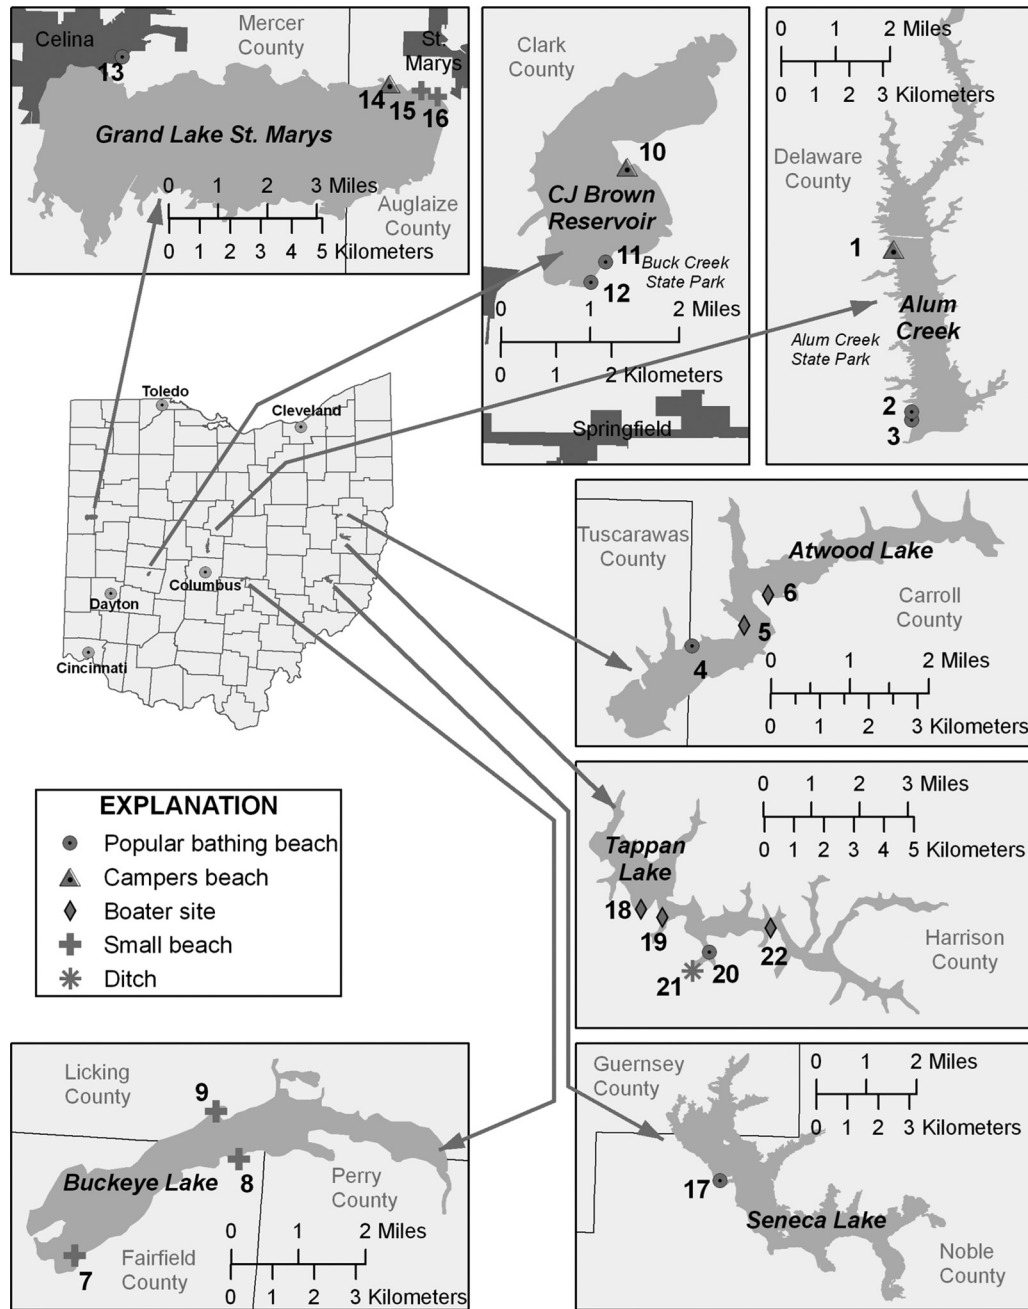 Celina
Mercer
County
St.
Marys
13
14
15
16
Grand Lake St. Marys
0 1 2 3 Miles
0 1 2 3 4 5
Kilometers
Auglaize
County
Clark
County
10
CJ Brown
Reservoir
11
12
Buck Creek
State Park
0 1 2 Miles
0 1 2 Kilometers
Springfield
0 1 2 Miles
0 1 2 3 Kilometers
Delaware
County
1
Alum
Creek
Alum Creek
State Park
2
3
Toledo
Cleveland
Columbus
Dayton
Cincinnati
Tuscarawas
County
Atwood Lake
6
5
4
Carroll
County
0 1 2 Miles
0 1 2 3 Kilometers
EXPLANATION
Popular bathing beach
Campers beach
Boater site
Small beach
Ditch
0 1 2 3 Miles
0 1 2 3 4 5
Kilometers
Tappan
Lake
18
19
20
21
22
Harrison
County
Licking
County
9
8
7
Buckeye Lake
Perry
County
Fairfield
County
0 1 2 Miles
0 1 2 3 Kilometers
Guernsey
County
0 1 2 Miles
0 1 2 3 Kilometers
17
Seneca Lake
Noble
County